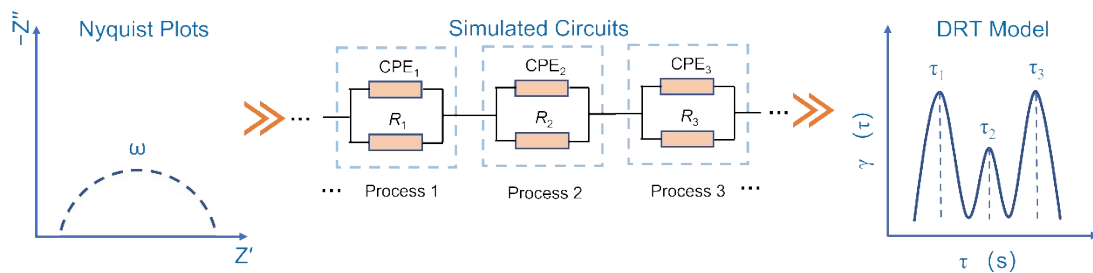 Nyquist Plots
−Z″
ω
Z′
Simulated Circuits
...
CPE₁
R₁
CPE₂
R₂
CPE₃
R₃
...
...
Process 1
Process 2
Process 3
...
DRT Model
γ (τ)
τ₁
τ₂
τ₃
τ (s)